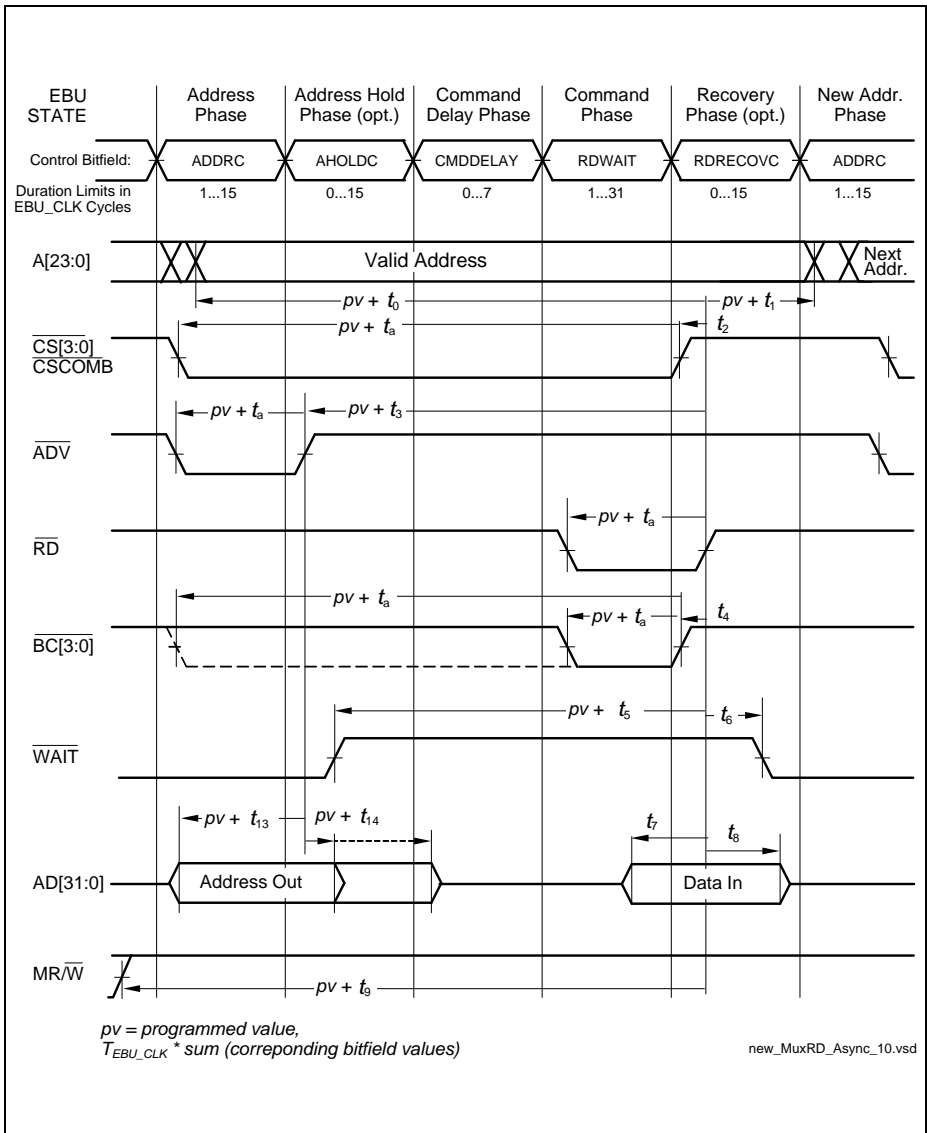 EBU STATE
Address Phase
Address Hold Phase (opt.)
Command Delay Phase
Command Phase
Recovery Phase (opt.)
New Addr. Phase
Control Bitfield: ADDRC AHOLDC CMDDELAY RDWAIT RDRECOVC ADDRC
Duration Limits in EBU_CLK Cycles
1...15 0...15 0...7 1...31 0...15 1...15
A[23:0] Valid Address Next Addr.
pv + t0 pv + t1
pv + ta t2
CS[3:0]
CSCOMB
pv + ta pv + t3
ADV
pv + ta
RD
pv + ta
pv + ta t4
BC[3:0]
pv + t5 t6
WAIT
pv + t13 pv + t14 t7 t8
AD[31:0] Address Out Data In
MR/W
pv + t9
pv = programmed value,
TEBU_CLK * sum (correponding bitfield values)
new_MuxRD_Async_10.vsd